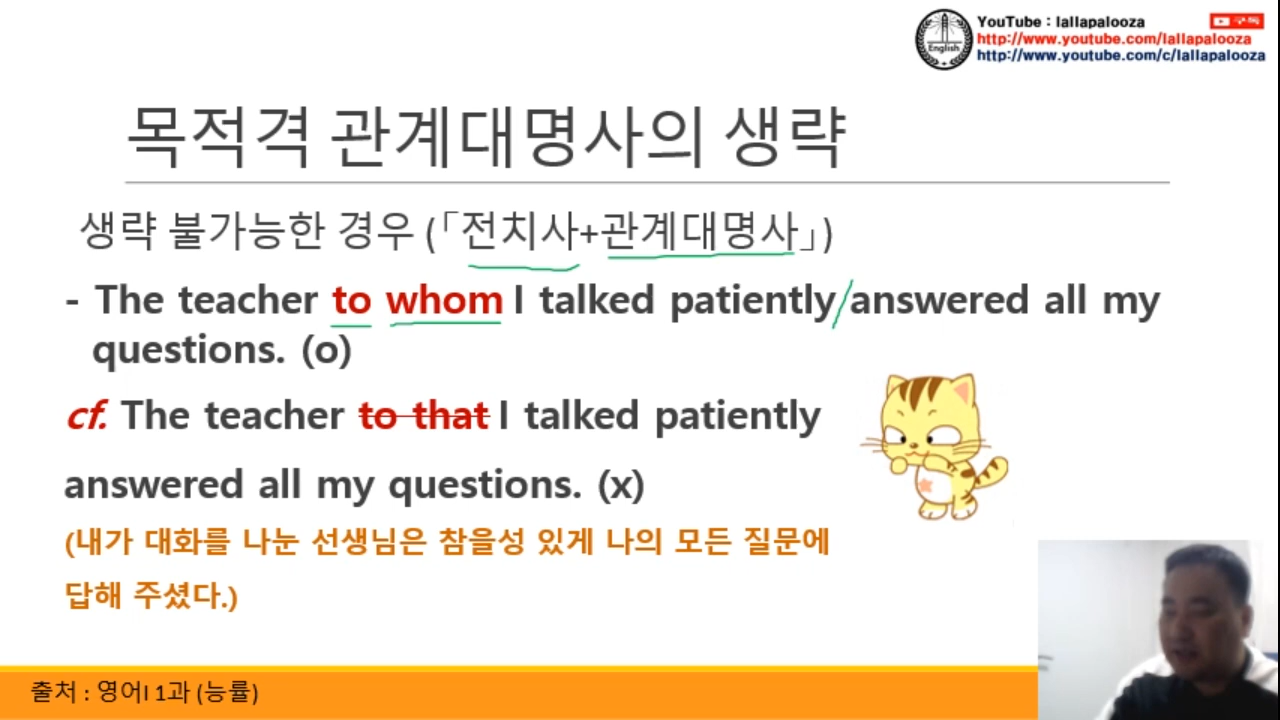 YouTube : lallapalooza
구독
http://www.youtube.com/lallapalooza
http://www.youtube.com/c/lallapalooza
English
목적격 관계대명사의 생략
생략 불가능한 경우 (「전치사+관계대명사」)
- The teacher to whom I talked patiently/answered all my
questions. (o)
cf. The teacher to that I talked patiently
answered all my questions. (x)
(내가 대화를 나눈 선생님은 참을성 있게 나의 모든 질문에
답해 주셨다.)
출처 : 영어I 1과 (능률)